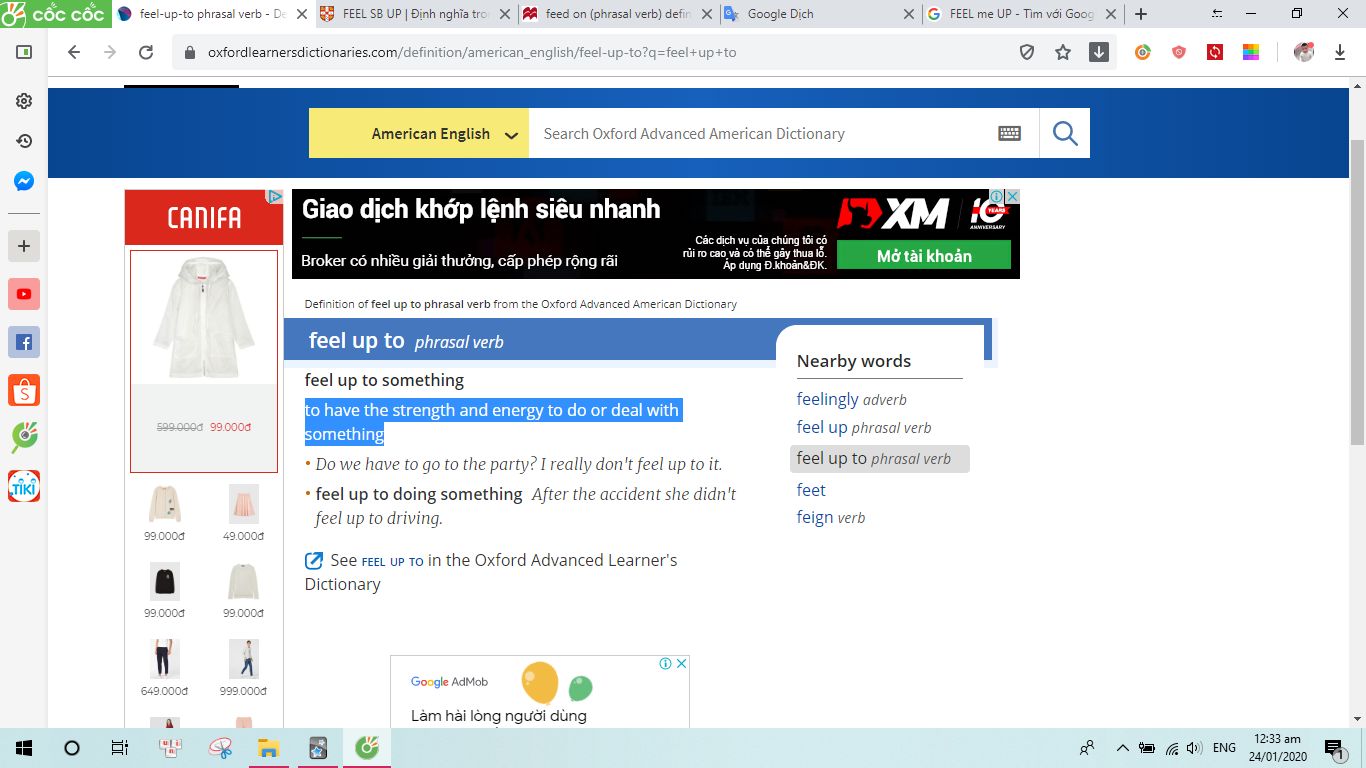 cốc cốc
feel-up-to phrasal verb - De
FEEL SB UP | Định nghĩa tron
feed on (phrasal verb) defin
Google Dịch
FEEL me UP - Tìm với Goog
oxfordlearnersdictionaries.com/definition/american_english/feel-up-to?q=feel+up+to
American English
Search Oxford Advanced American Dictionary
CANIFA
599.000đ 99.000đ
99.000đ 49.000đ
99.000đ 99.000đ
649.000đ 999.000đ
Giao dịch khớp lệnh siêu nhanh
Broker có nhiều giải thưởng, cấp phép rộng rãi
Các dịch vụ của chúng tôi có
rủi ro cao và có thể gây thua lỗ.
Áp dụng Đ.khoản&ĐK.
XM
10 YEARS
ANNIVERSARY
Mở tài khoản
Definition of feel up to phrasal verb from the Oxford Advanced American Dictionary
feel up to phrasal verb
feel up to something
to have the strength and energy to do or deal with
something
• Do we have to go to the party? I really don't feel up to it.
• feel up to doing something After the accident she didn't
feel up to driving.
See FEEL UP TO in the Oxford Advanced Learner's
Dictionary
Nearby words
feelingly adverb
feel up phrasal verb
feel up to phrasal verb
feet
feign verb
Google AdMob
Làm hài lòng người dùng
TIKI
ENG
12:33 am
24/01/2020
1